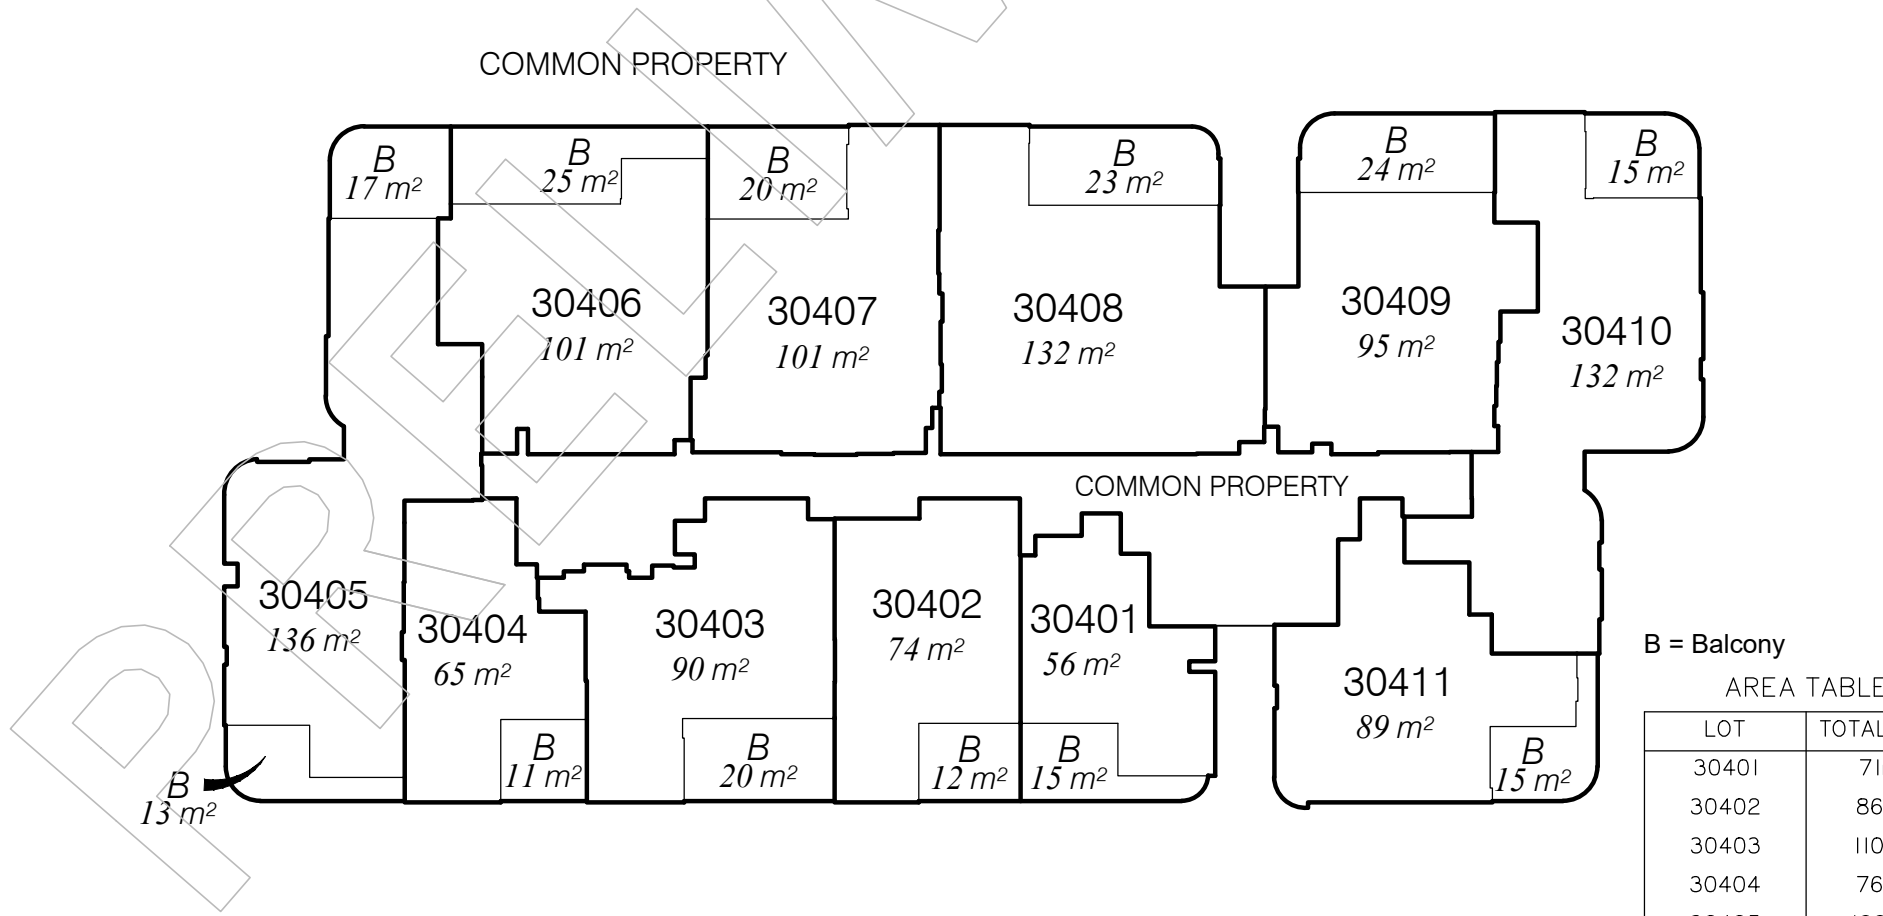 COMMON PROPERTY
B
17 m²
B
25 m²
B
20 m²
B
23 m²
B
24 m²
B
15 m²
30406
101 m²
30407
101 m²
30408
132 m²
30409
95 m²
30410
132 m²
COMMON PROPERTY
30405
136 m²
30404
65 m²
30403
90 m²
30402
74 m²
30401
56 m²
30411
89 m²
B
13 m²
B
11 m²
B
20 m²
B
12 m²
B
15 m²
B
15 m²
B = Balcony
AREA TABLE
LOT TOTAL
30401 71
30402 86
30403 110
30404 76